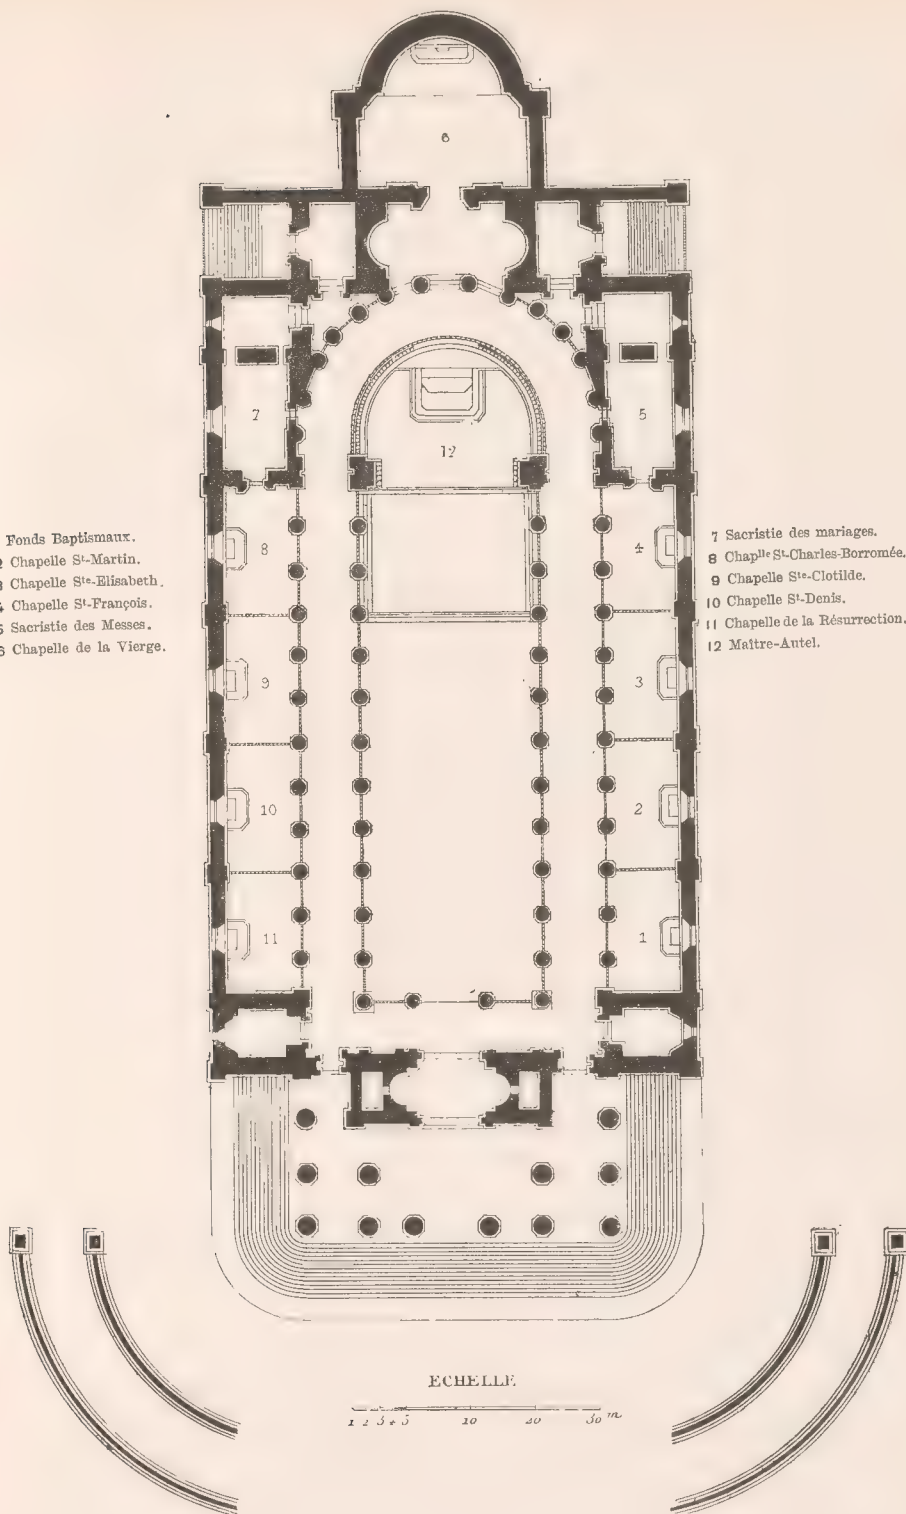 6
7
5
12
8
4
9
3
10
2
11
1
Fonds Baptismaux.
2 Chapelle St-Martin.
3 Chapelle Ste-Elisabeth.
4 Chapelle St-François.
5 Sacristie des Messes.
6 Chapelle de la Vierge.
7 Sacristie des mariages.
8 Chaplle St-Charles-Borromée.
9 Chapelle Ste-Clotilde.
10 Chapelle St-Denis.
11 Chapelle de la Résurrection.
12 Maître-Autel.
ECHELLE
1 2 3 4 5 10 20 30 m